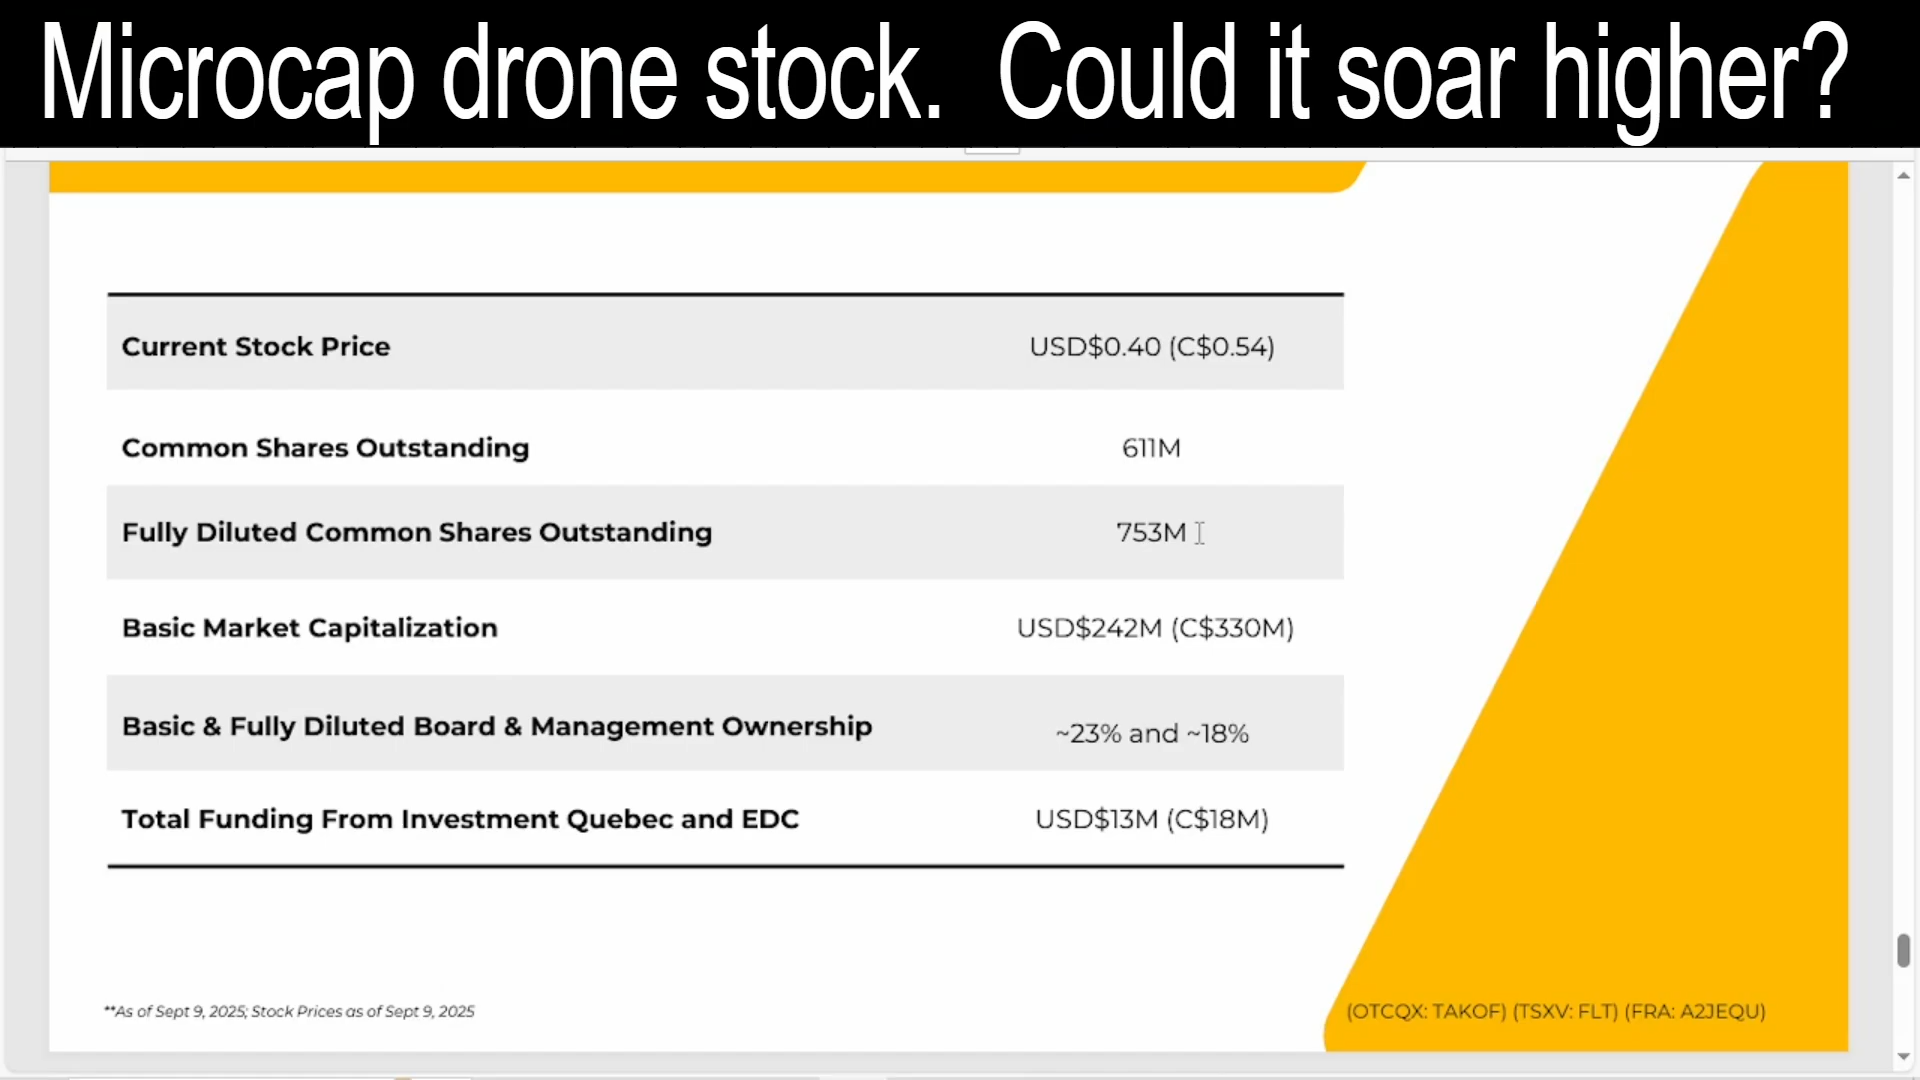 Microcap drone stock. Could it soar higher?
Current Stock Price USD$0.40 (C$0.54)
Common Shares Outstanding 611M
Fully Diluted Common Shares Outstanding 753M
Basic Market Capitalization USD$242M (C$330M)
Basic & Fully Diluted Board & Management Ownership ~23% and ~18%
Total Funding From Investment Quebec and EDC USD$13M (C$18M)
**As of Sept 9, 2025; Stock Prices as of Sept 9, 2025
(OTCQX: TAKOF) (TSXV: FLT) (FRA: A2JEQU)